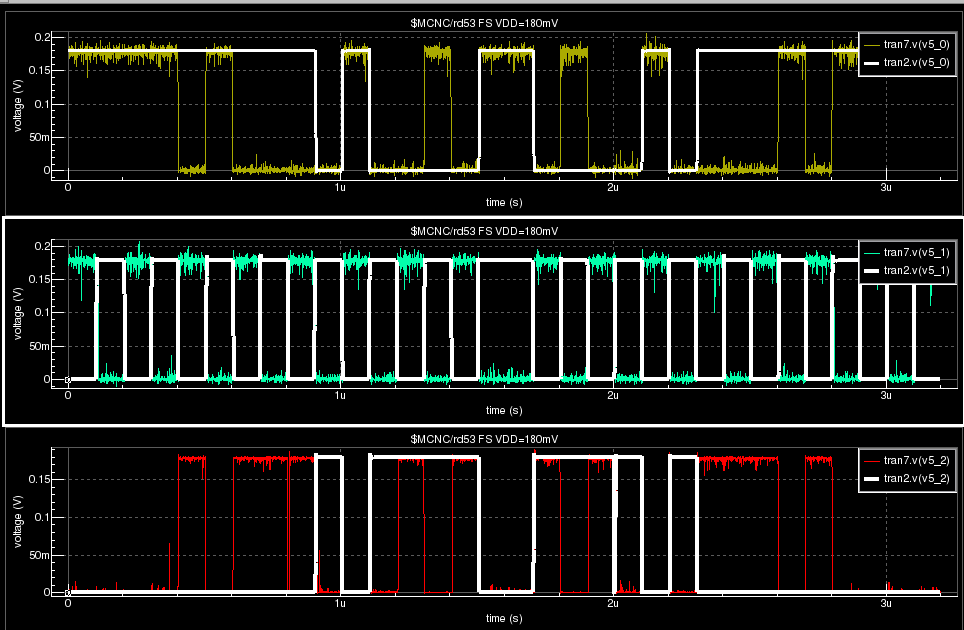 $MCNC/rd53 FS VDD=180mV
tran7.v(v5_0)
tran2.v(v5_0)
voltage (V)
0.2
0.15
0.1
50m
0
0 1u 2u 3u
time (s)
$MCNC/rd53 FS VDD=180mV
tran7.v(v5_1)
tran2.v(v5_1)
voltage (V)
0.2
0.15
0.1
50m
0
0 1u 2u 3u
time (s)
$MCNC/rd53 FS VDD=180mV
tran7.v(v5_2)
tran2.v(v5_2)
voltage (V)
0.15
0.1
50m
0
0 1u 2u 3u
time (s)